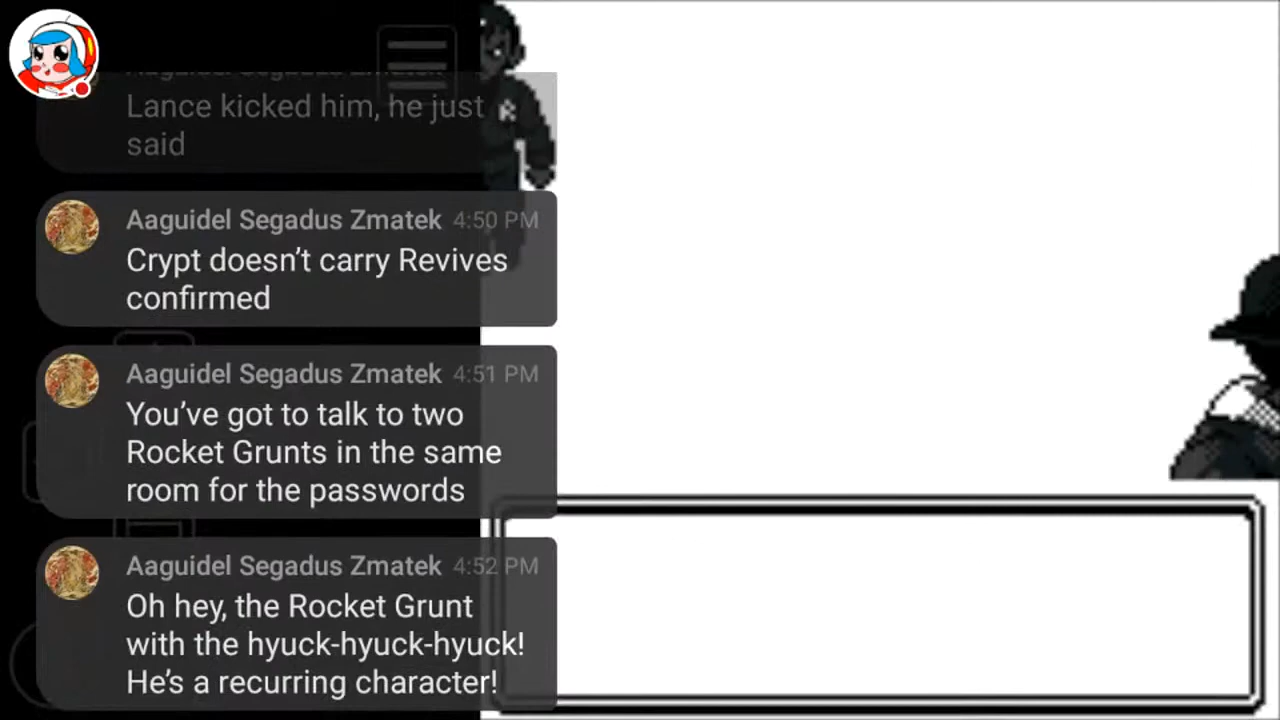 Aaguidel Segadus Zmatek
Lance kicked him, he just
said
Aaguidel Segadus Zmatek 4:50 PM
Crypt doesn't carry Revives
confirmed
Aaguidel Segadus Zmatek 4:51 PM
You've got to talk to two
Rocket Grunts in the same
room for the passwords
Aaguidel Segadus Zmatek 4:52 PM
Oh hey, the Rocket Grunt
with the hyuck-hyuck-hyuck!
He's a recurring character!
R